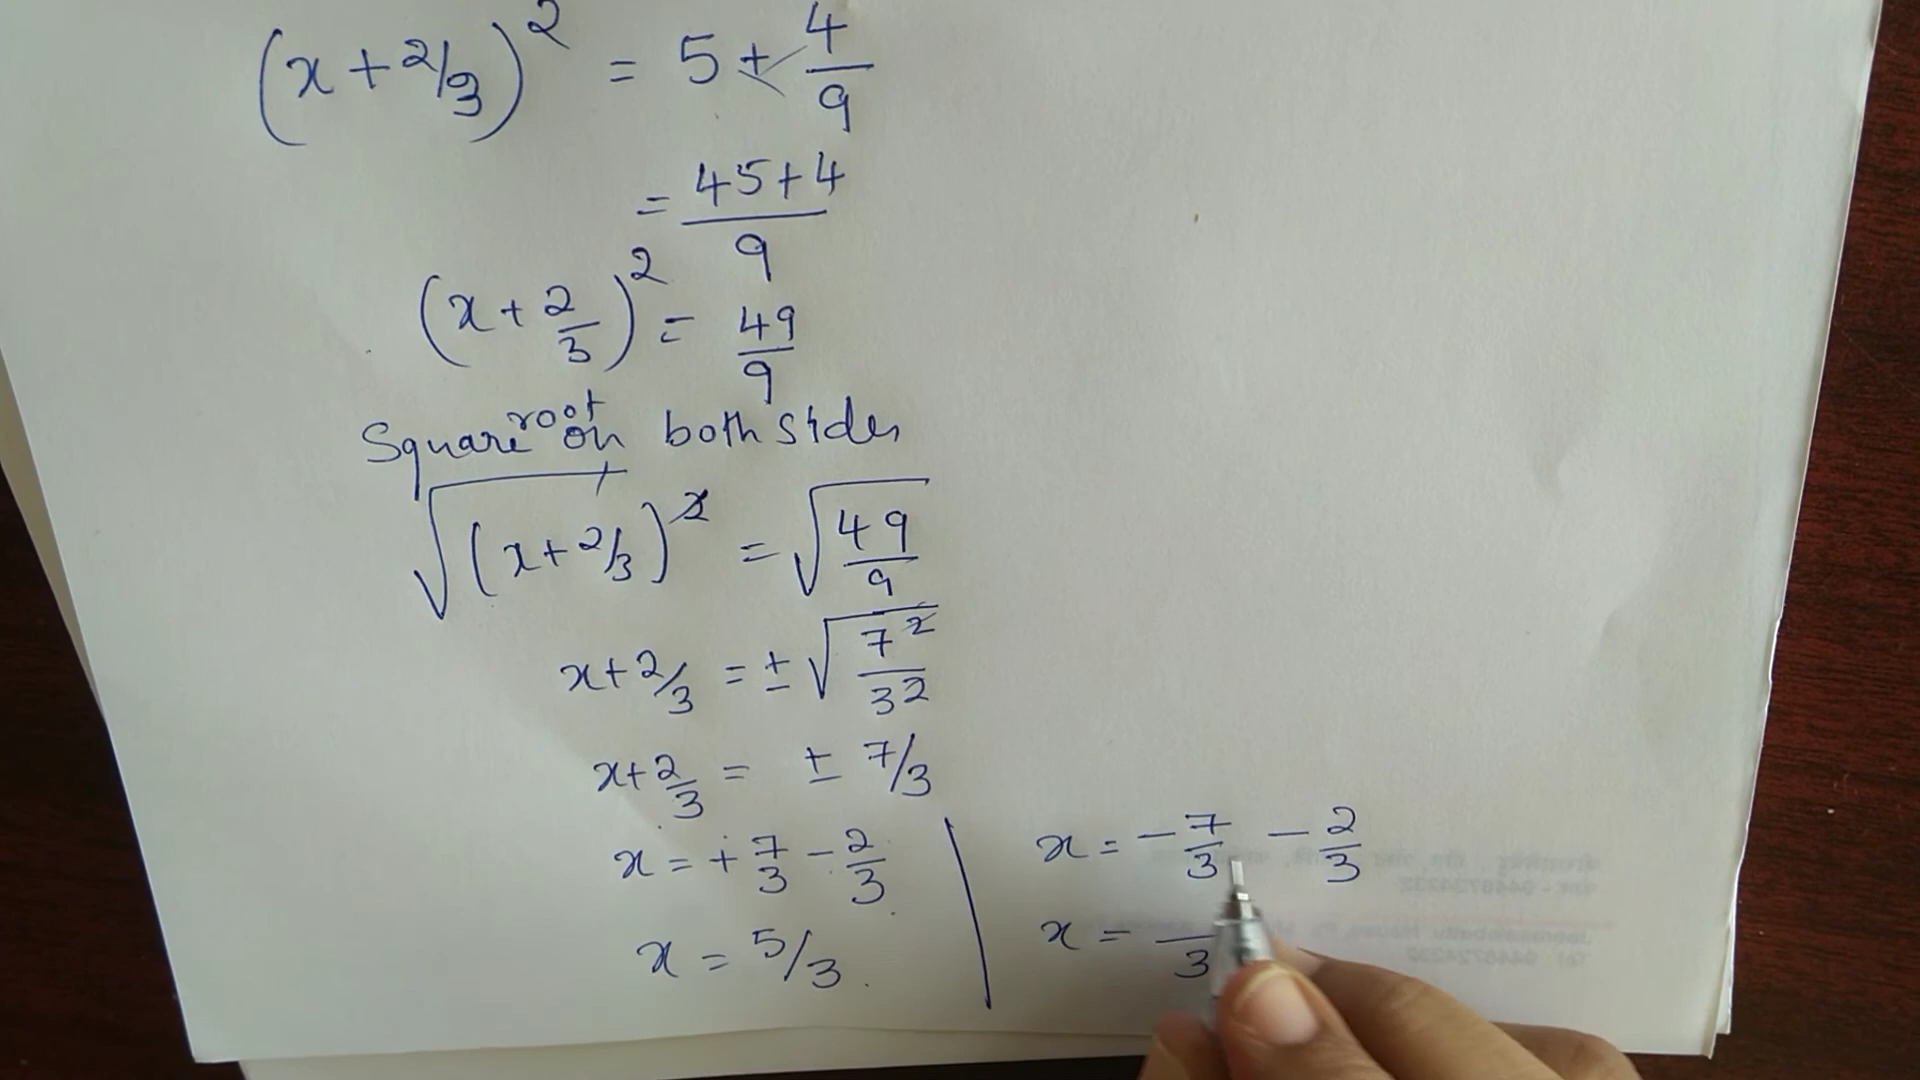 (x+2/3)² = 5+ 4/9
= 45+4/9
(x+2/3)² = 49/9
Square root on both sides
√(x+2/3)² = √49/9
x+2/3 = ± √7²/3²
x+2/3 = ± 7/3
x = + 7/3 - 2/3
x = 5/3
x = - 7/3 - 2/3
x = /3